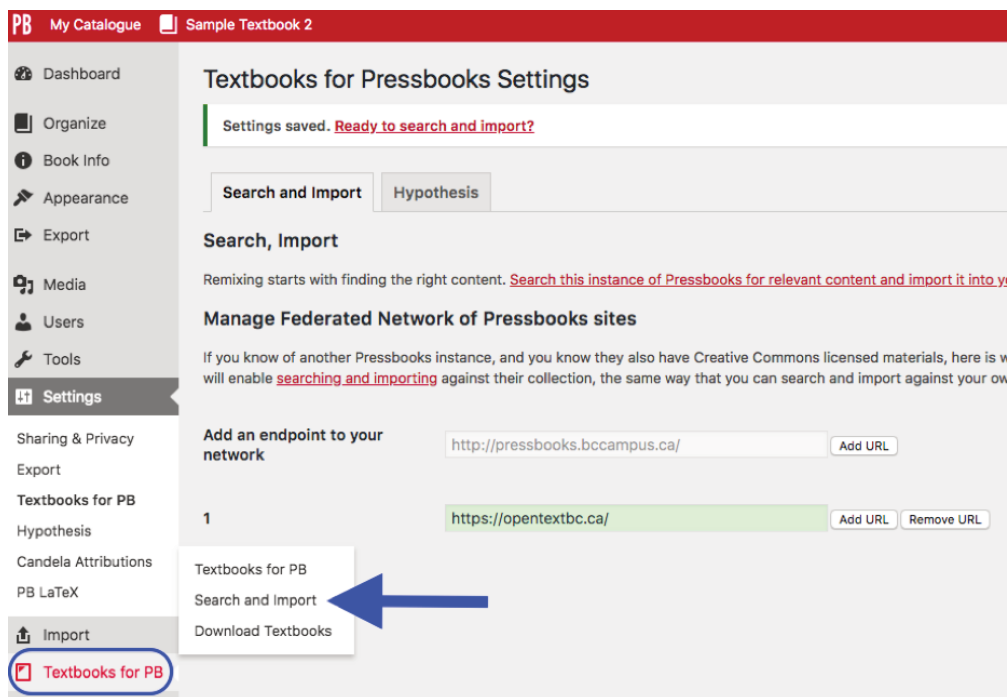 PB My Catalogue Sample Textbook 2
Dashboard
Organize
Book Info
Appearance
Export
Media
Users
Tools
Settings
Sharing & Privacy
Export
Textbooks for PB
Hypothesis
Candela Attributions
PB LaTeX
Import
Textbooks for PB
Textbooks for PB
Search and Import
Download Textbooks
Textbooks for Pressbooks Settings
Settings saved. Ready to search and import?
Search and Import Hypothesis
Search, Import
Remixing starts with finding the right content. Search this instance of Pressbooks for relevant content and import it into
Manage Federated Network of Pressbooks sites
If you know of another Pressbooks instance, and you know they also have Creative Commons licensed materials, here is
will enable searching and importing against their collection, the same way that you can search and import against your
Add an endpoint to your
network
http://pressbooks.bccampus.ca/ Add URL
1 https://opentextbc.ca/ Add URL Remove URL